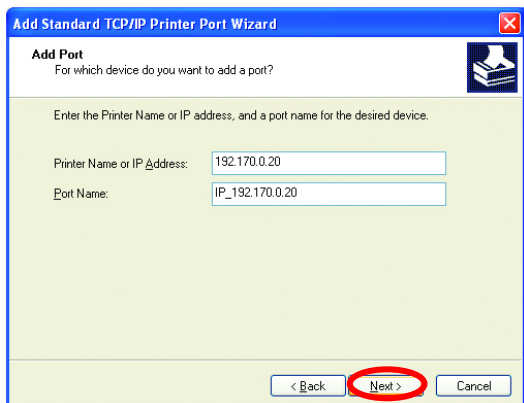 Add Standard TCP/IP Printer Port Wizard
Add Port
For which device do you want to add a port?
Enter the Printer Name or IP address, and a port name for the desired device.
Printer Name or IP Address: 192.170.0.20
Port Name: IP_192.170.0.20
< Back Next > Cancel